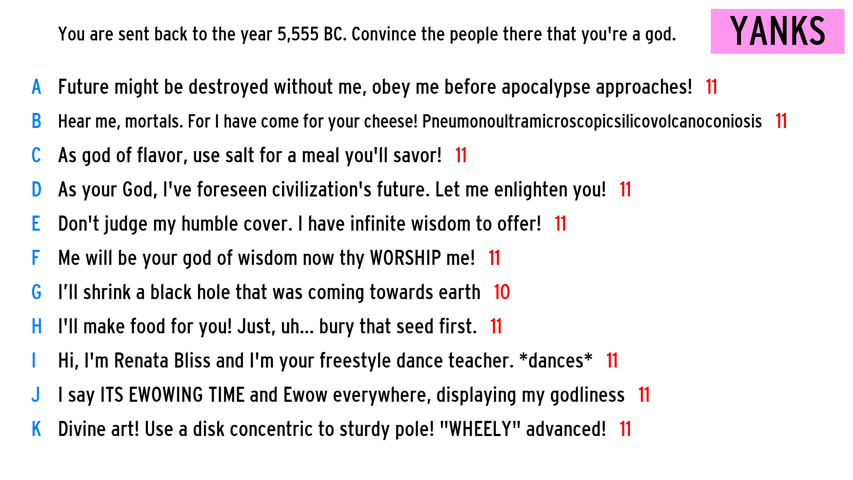 You are sent back to the year 5,555 BC. Convince the people there that you're a god.
YANKS
A Future might be destroyed without me, obey me before apocalypse approaches! 11
B Hear me, mortals. For I have come for your cheese! Pneumonoultramicroscopicsilicovolcanoconiosis 11
C As god of flavor, use salt for a meal you'll savor! 11
D As your God, I've foreseen civilization's future. Let me enlighten you! 11
E Don't judge my humble cover. I have infinite wisdom to offer! 11
F Me will be your god of wisdom now thy WORSHIP me! 11
G I’ll shrink a black hole that was coming towards earth 10
H I'll make food for you! Just, uh... bury that seed first. 11
I Hi, I'm Renata Bliss and I'm your freestyle dance teacher. *dances* 11
J I say ITS EWOWING TIME and Ewow everywhere, displaying my godliness 11
K Divine art! Use a disk concentric to sturdy pole! "WHEELY" advanced! 11